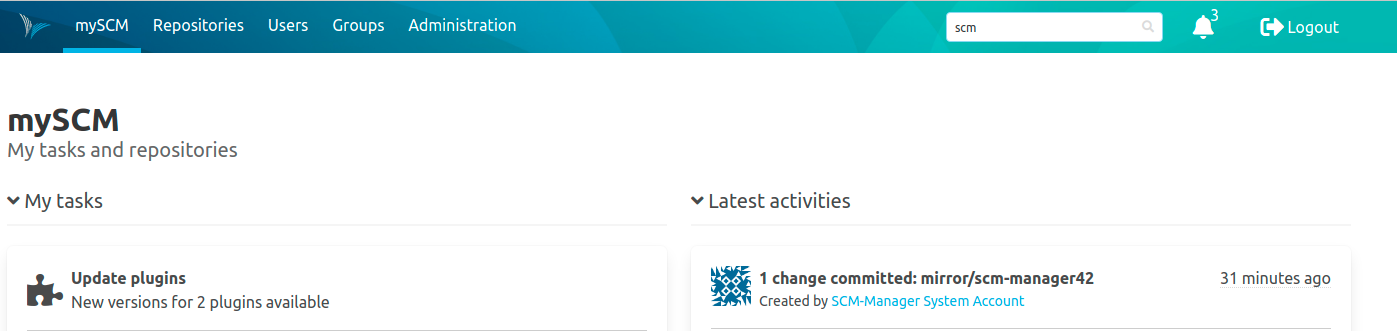 mySCM Repositories Users Groups Administration scm 3 Logout
mySCM
My tasks and repositories
My tasks
Update plugins
New versions for 2 plugins available
Latest activities
1 change committed: mirror/scm-manager42 31 minutes ago
Created by SCM-Manager System Account